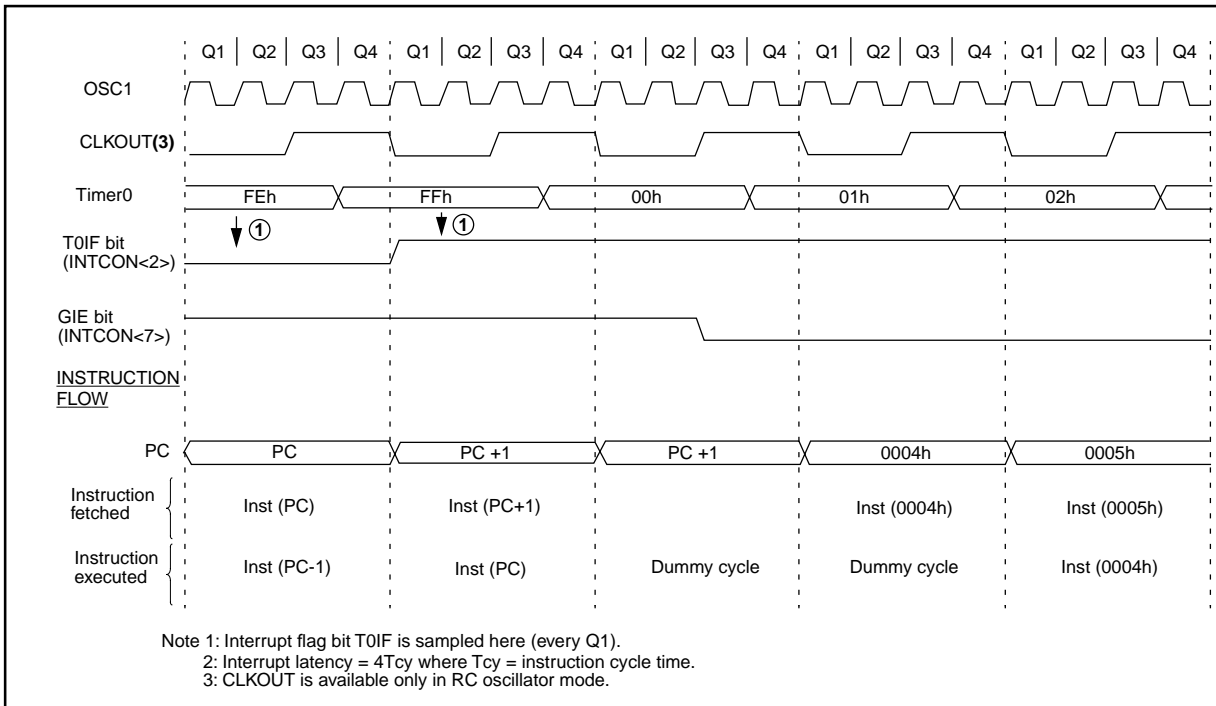 Q1 Q2 Q3 Q4 Q1 Q2 Q3 Q4 Q1 Q2 Q3 Q4 Q1 Q2 Q3 Q4 Q1 Q2 Q3 Q4
OSC1
CLKOUT(3)
Timer0 FEh FFh 00h 01h 02h
1 1
T0IF bit
(INTCON<2>)
GIE bit
(INTCON<7>)
INSTRUCTION
FLOW
PC PC PC +1 PC +1 0004h 0005h
Instruction
fetched
Inst (PC) Inst (PC+1) Inst (0004h) Inst (0005h)
Instruction
executed
Inst (PC-1) Inst (PC) Dummy cycle Dummy cycle Inst (0004h)
Note 1: Interrupt flag bit T0IF is sampled here (every Q1).
2: Interrupt latency = 4Tcy where Tcy = instruction cycle time.
3: CLKOUT is available only in RC oscillator mode.